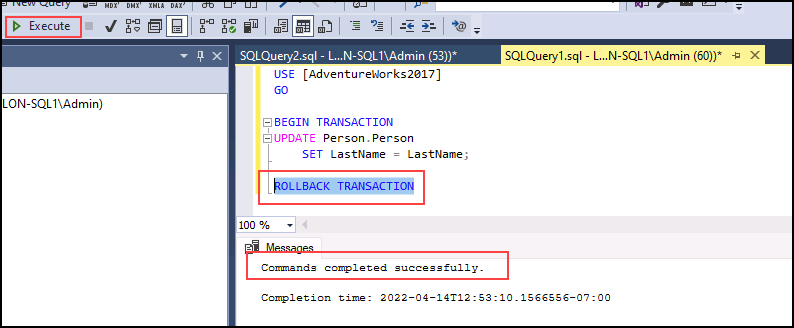 New Query
MDX DMX XMLA DAX
Execute
SQLQuery2.sql - L...N-SQL1\Admin (53))*
SQLQuery1.sql - L...N-SQL1\Admin (60))*
LON-SQL1\Admin)
USE [AdventureWorks2017]
GO
BEGIN TRANSACTION
UPDATE Person.Person
SET LastName = LastName;
ROLLBACK TRANSACTION
100 %
Messages
Commands completed successfully.
Completion time: 2022-04-14T12:53:10.1566556-07:00